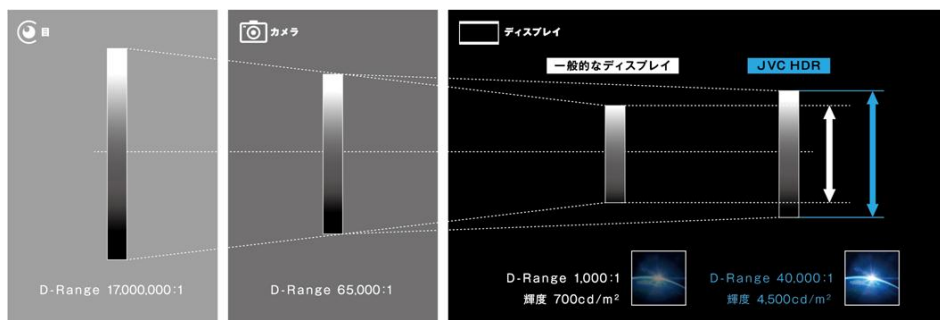 目
カメラ
ディスプレイ
一般的なディスプレイ
JVC HDR
D-Range 17,000,000:1
D-Range 65,000:1
D-Range 1,000:1
輝度 700cd/m²
D-Range 40,000:1
輝度 4,500cd/m²